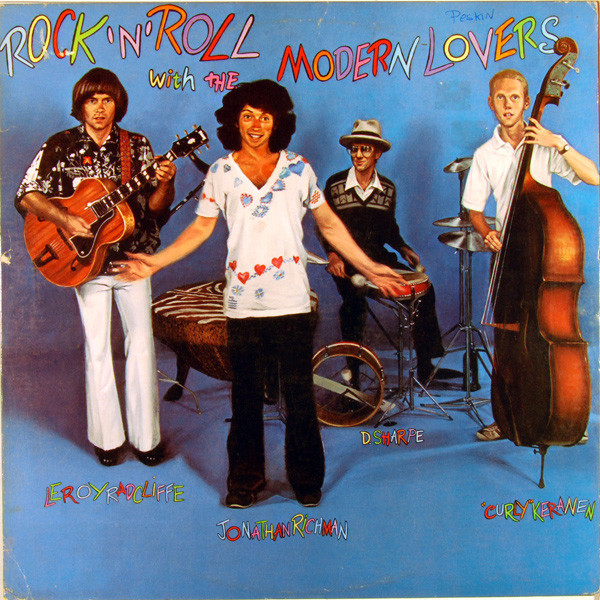 Peskin
ROCK 'N' ROLL
with the
MODERN LOVERS
D. SHARPE
LEROY RADCLIFFE
"CURLY" KERANEN
JONATHAN RICHMAN